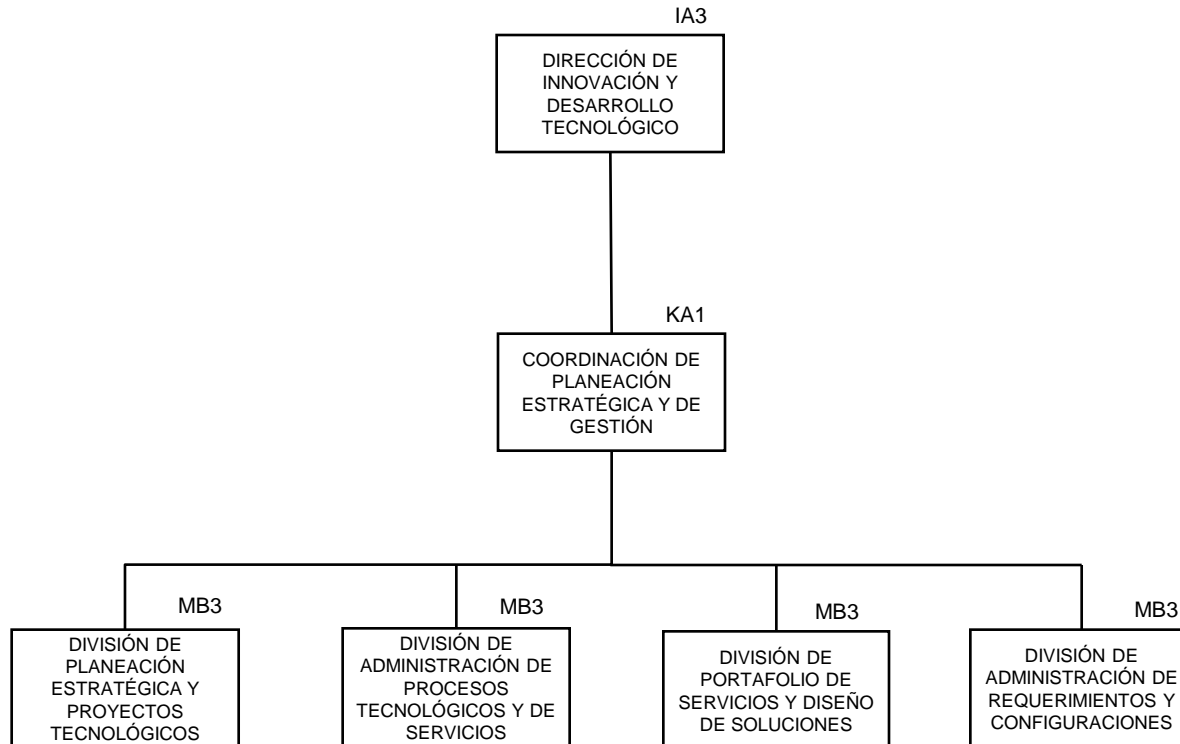 IA3
DIRECCIÓN DE
INNOVACIÓN Y
DESARROLLO
TECNOLÓGICO
KA1
COORDINACIÓN DE
PLANEACIÓN
ESTRATÉGICA Y DE
GESTIÓN
MB3
DIVISIÓN DE
PLANEACIÓN
ESTRATÉGICA Y
PROYECTOS
TECNOLÓGICOS
MB3
DIVISIÓN DE
ADMINISTRACIÓN DE
PROCESOS
TECNOLÓGICOS Y DE
SERVICIOS
MB3
DIVISIÓN DE
PORTAFOLIO DE
SERVICIOS Y DISEÑO
DE SOLUCIONES
MB3
DIVISIÓN DE
ADMINISTRACIÓN DE
REQUERIMIENTOS Y
CONFIGURACIONES